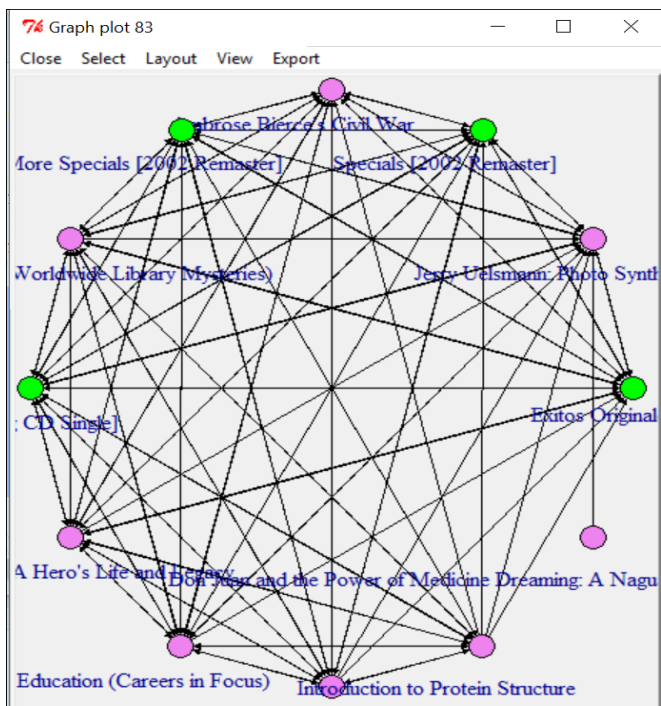 Graph plot 83
Close Select Layout View Export
brose Bierce's Civil War
More Specials [2002 Remaster]
Specials [2002 Remaster]
Worldwide Library Mysteries)
Jerry Uelsmann: Photo Synth
Exitos Original
CD Single]
A Hero's Life and Legacy
Don Juan and the Power of Medicine Dreaming: A Nagu
Education (Careers in Focus)
Introduction to Protein Structure